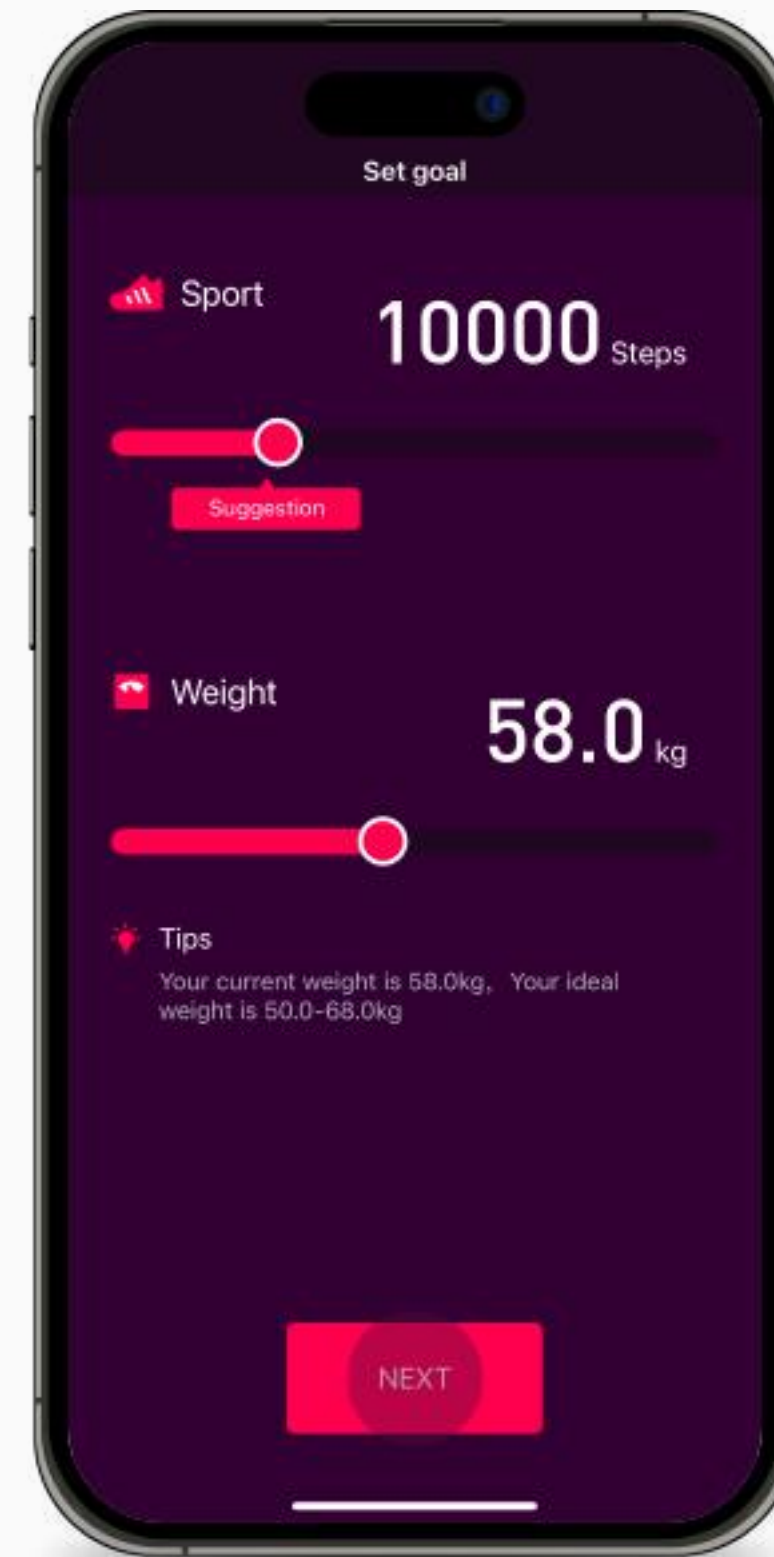 Set goal
Sport
10000 Steps
Suggestion
Weight
58.0 kg
Tips
Your current weight is 58.0kg，Your ideal
weight is 50.0-68.0kg
NEXT